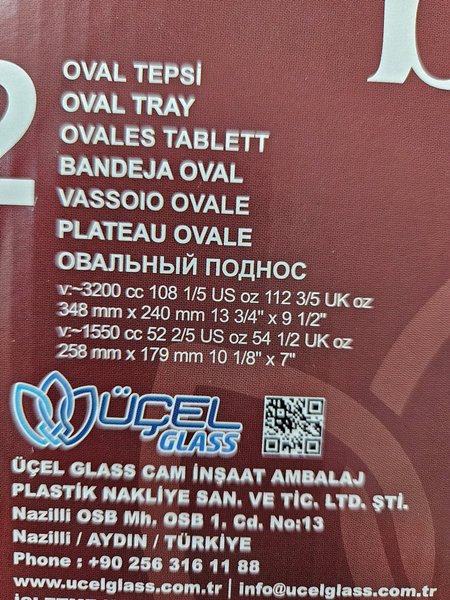 2
OVAL TEPSİ
OVAL TRAY
OVALES TABLETT
BANDEJA OVAL
VASSOIO OVALE
PLATEAU OVALE
ОВАЛЬНЫЙ ПОДНОС
v:~3200 cc 108 1/5 US oz 112 3/5 UK oz
348 mm x 240 mm 13 3/4" x 9 1/2"
v:~1550 cc 52 2/5 US oz 54 1/2 UK oz
258 mm x 179 mm 10 1/8" x 7"
ÜÇEL
GLASS
ÜÇEL GLASS CAM İNŞAAT AMBALAJ
PLASTİK NAKLİYE SAN. VE TİC. LTD. ŞTİ.
Nazilli OSB Mh, OSB 1, Cd. No:13
Nazilli / AYDIN / TÜRKİYE
Phone : +90 256 316 11 88
www.ucelglass.com.tr | info@ucelglass.com.tr